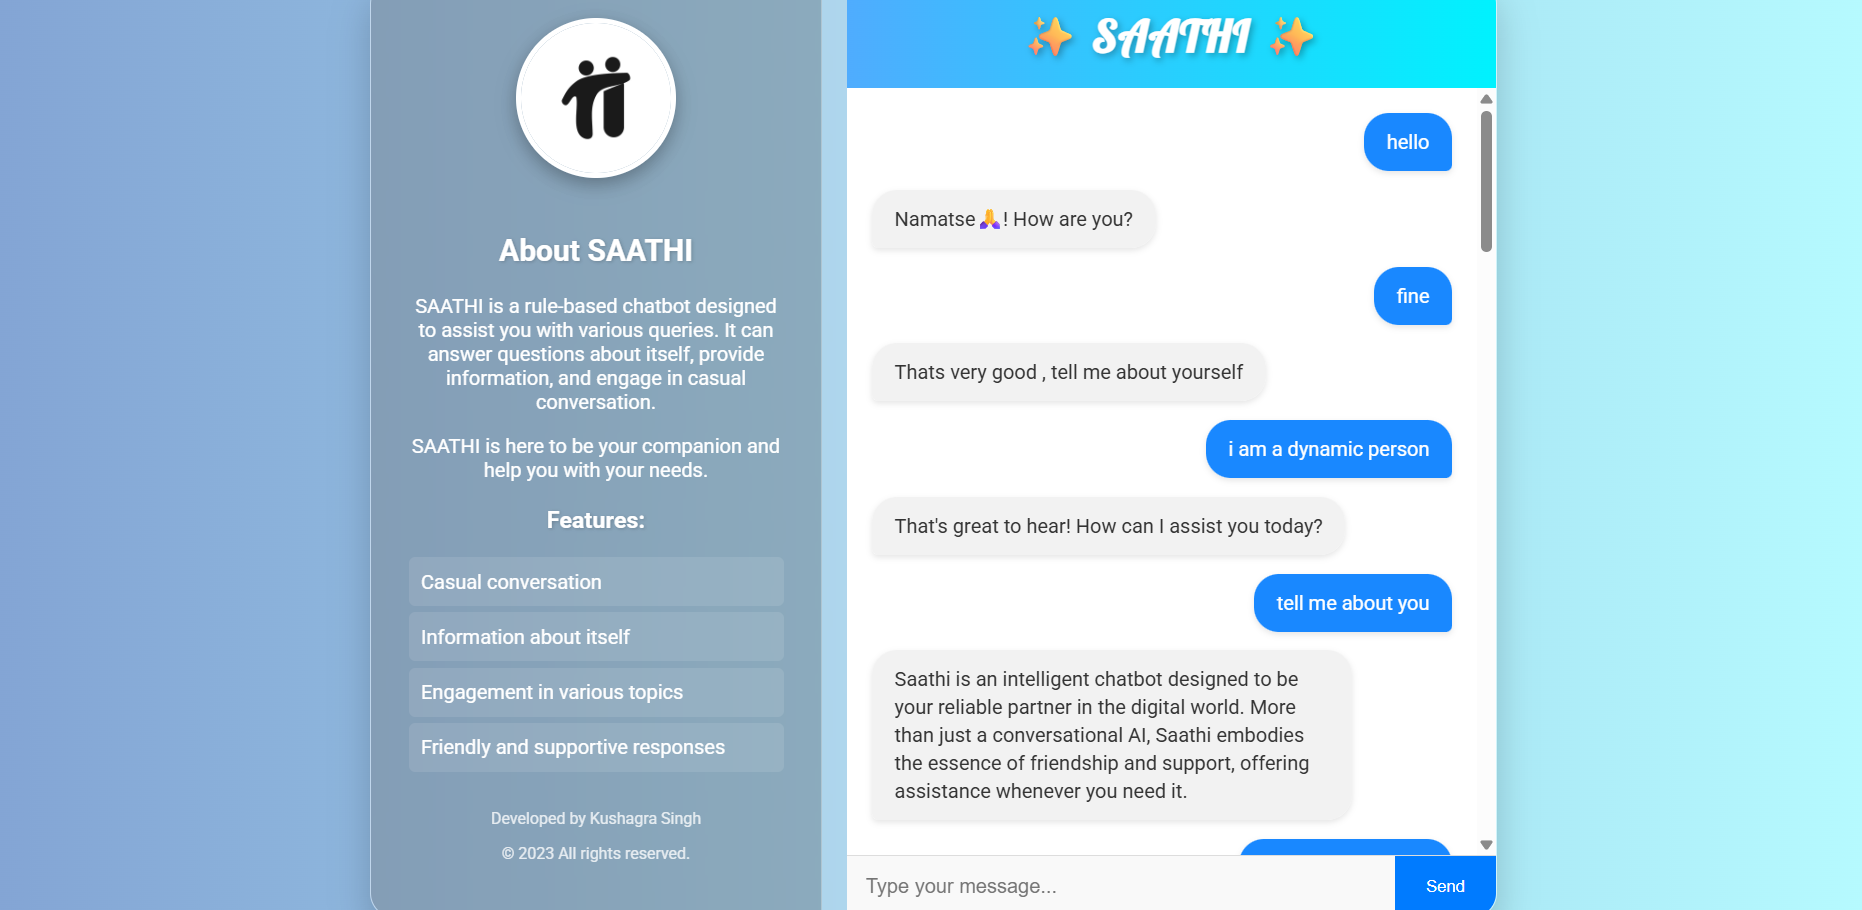 About SAATHI
SAATHI is a rule-based chatbot designed
to assist you with various queries. It can
answer questions about itself, provide
information, and engage in casual
conversation.
SAATHI is here to be your companion and
help you with your needs.
Features:
Casual conversation
Information about itself
Engagement in various topics
Friendly and supportive responses
Developed by Kushagra Singh
© 2023 All rights reserved.
✨ SAATHI ✨
hello
Namatse🙏! How are you?
fine
Thats very good , tell me about yourself
i am a dynamic person
That's great to hear! How can I assist you today?
tell me about you
Saathi is an intelligent chatbot designed to be
your reliable partner in the digital world. More
than just a conversational AI, Saathi embodies
the essence of friendship and support, offering
assistance whenever you need it.
Type your message...
Send